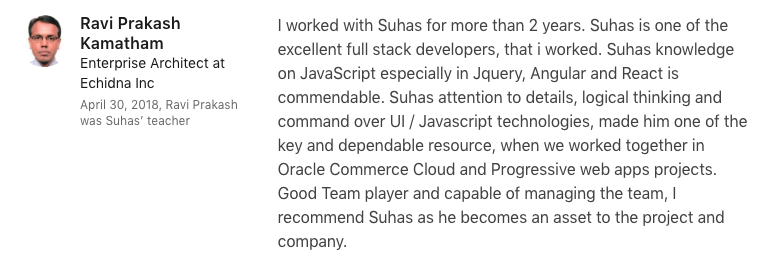 Ravi Prakash
Kamatham
Enterprise Architect at
Echidna Inc
April 30, 2018, Ravi Prakash
was Suhas’ teacher
I worked with Suhas for more than 2 years. Suhas is one of the
excellent full stack developers, that i worked. Suhas knowledge
on JavaScript especially in Jquery, Angular and React is
commendable. Suhas attention to details, logical thinking and
command over UI / Javascript technologies, made him one of the
key and dependable resource, when we worked together in
Oracle Commerce Cloud and Progressive web apps projects.
Good Team player and capable of managing the team, I
recommend Suhas as he becomes an asset to the project and
company.